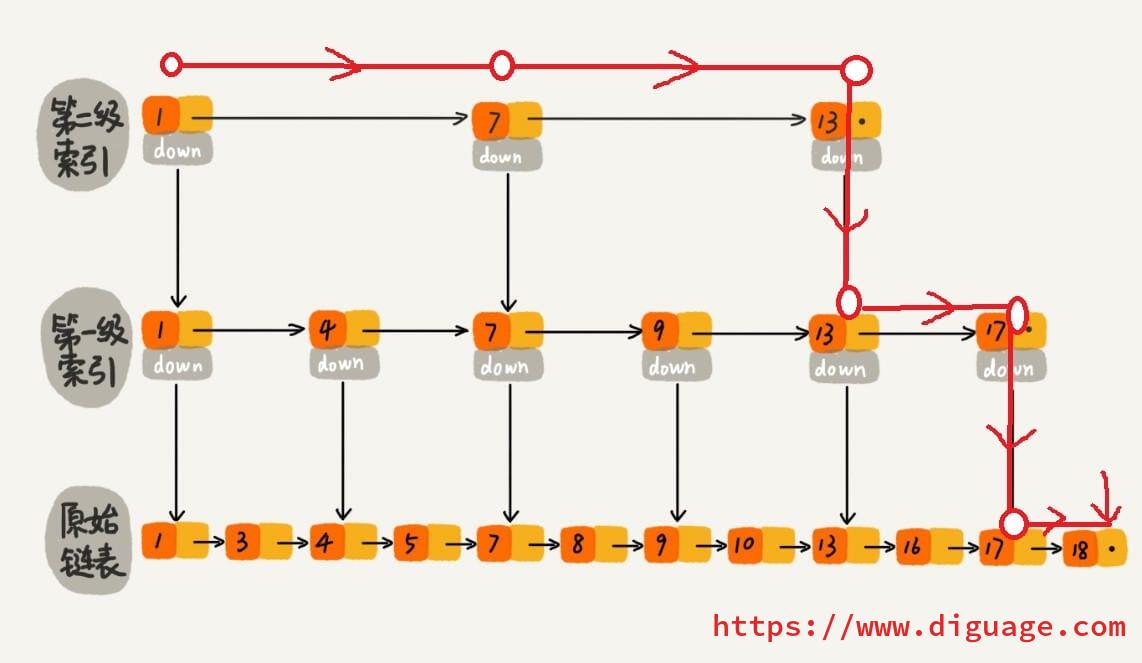 第二级
索引
1 7 13
down down down
第一级
索引
1 4 7 9 13 17
down down down down down down
原始
链表
1 3 4 5 7 8 9 10 13 16 17 18
https://www.diguage.com